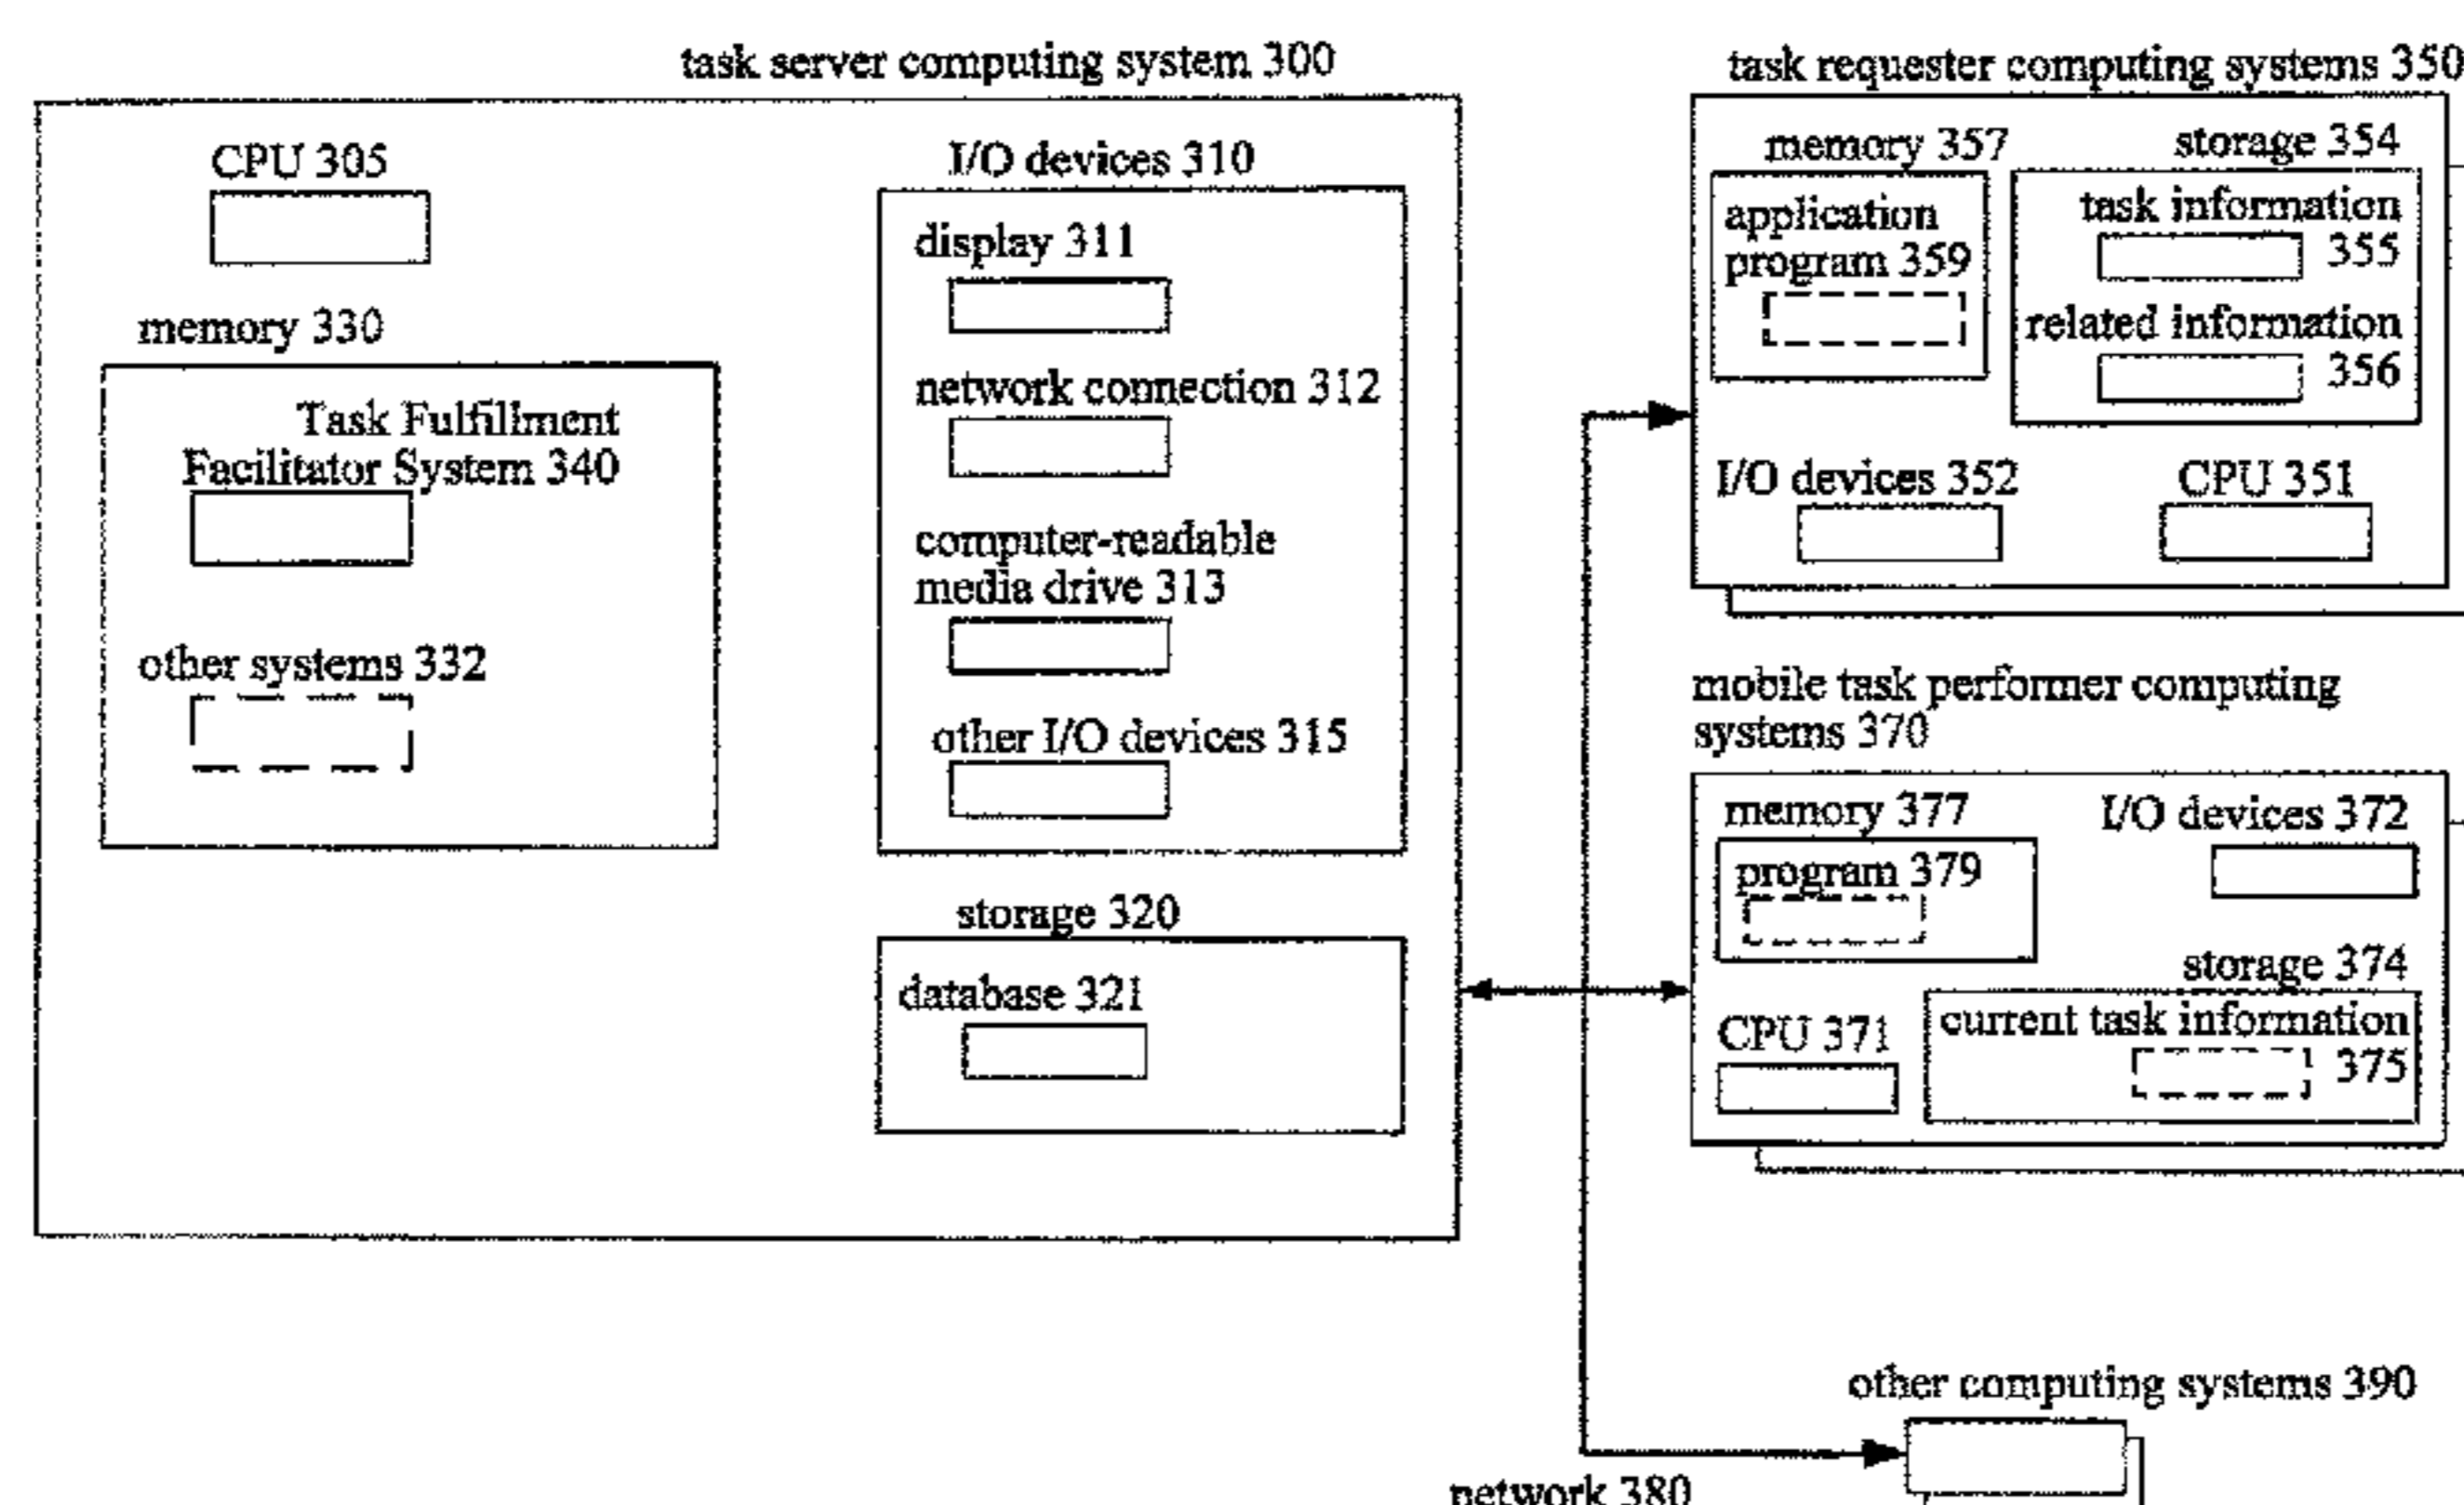 task server computing system 300
CPU 305
memory 330
Task Fulfillment
Facilitator System 340
other systems 332
I/O devices 310
display 311
network connection 312
computer-readable
media drive 313
other I/O devices 315
storage 320
database 321
task requester computing systems 350
memory 357
application
program 359
storage 354
task information
355
related information
356
I/O devices 352
CPU 351
mobile task performer computing
systems 370
memory 377
program 379
I/O devices 372
storage 374
current task information
375
CPU 371
other computing systems 390
network 380